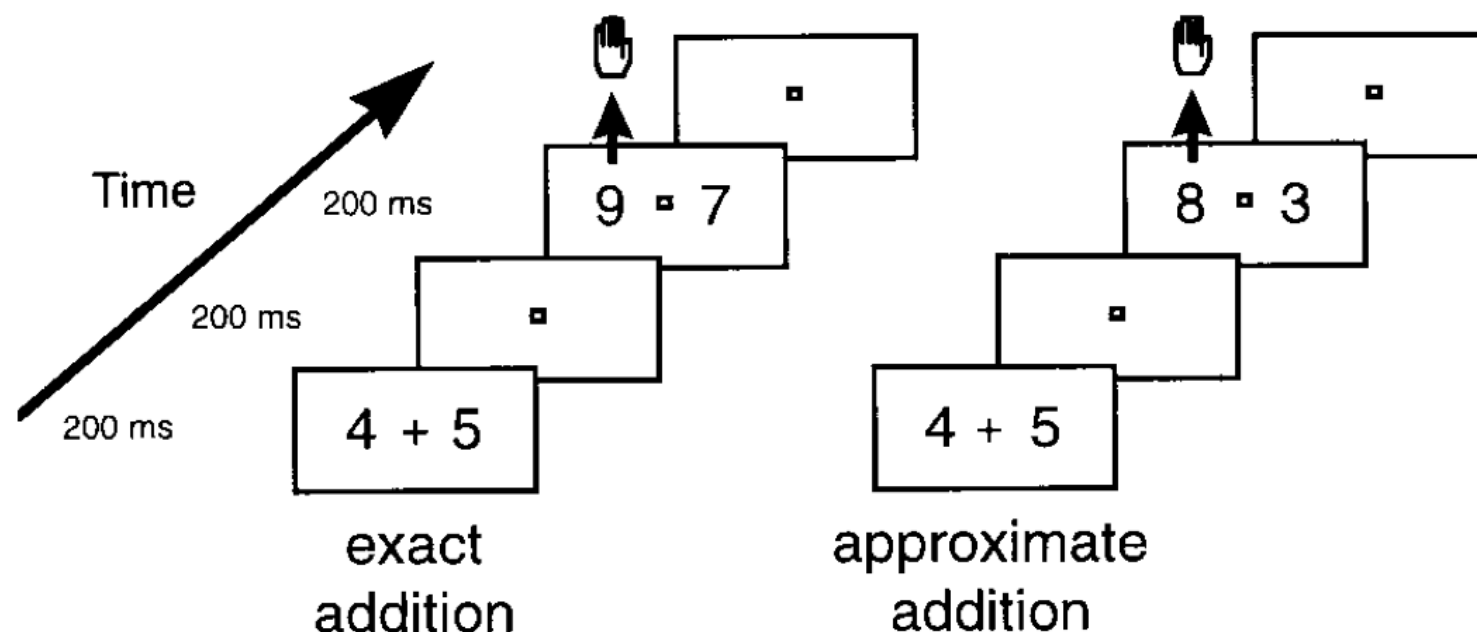 Time
200 ms
200 ms
200 ms
9 7
4 + 5
exact
addition
8 3
4 + 5
approximate
addition